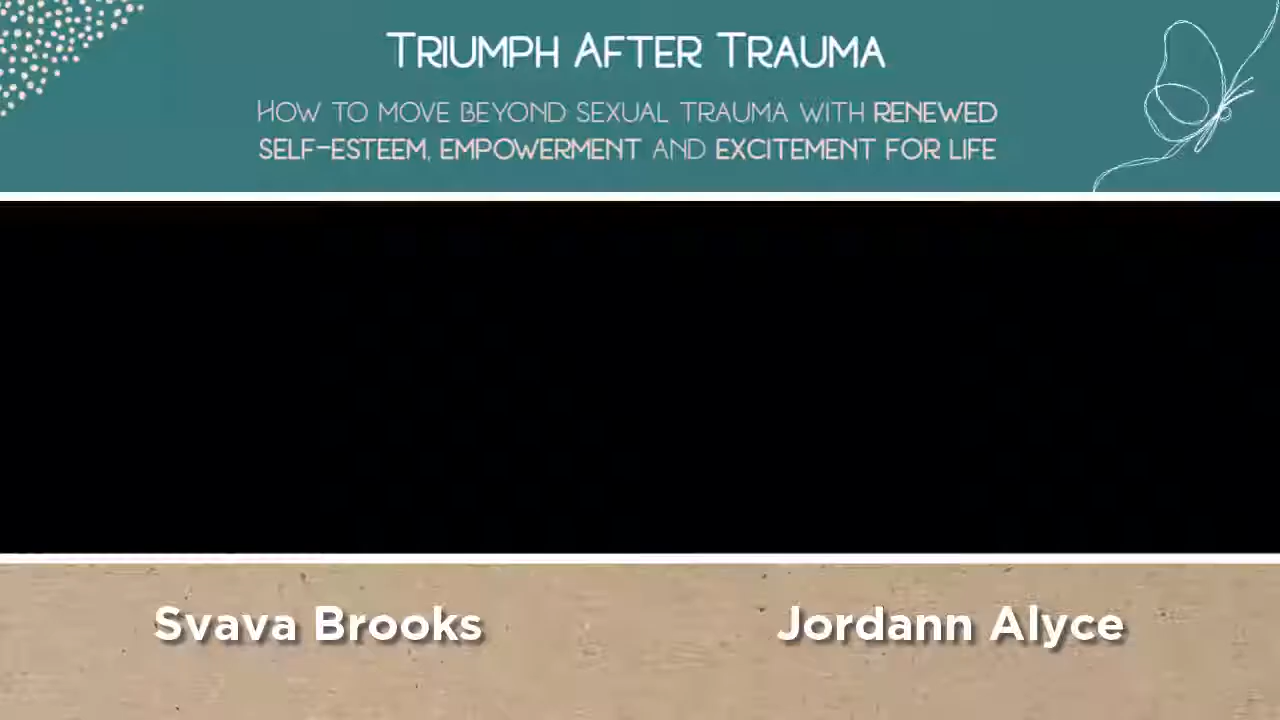 TRIUMPH AFTER TRAUMA
HOW TO MOVE BEYOND SEXUAL TRAUMA WITH RENEWED
SELF-ESTEEM, EMPOWERMENT AND EXCITEMENT FOR LIFE
Svava Brooks
Jordann Alyce